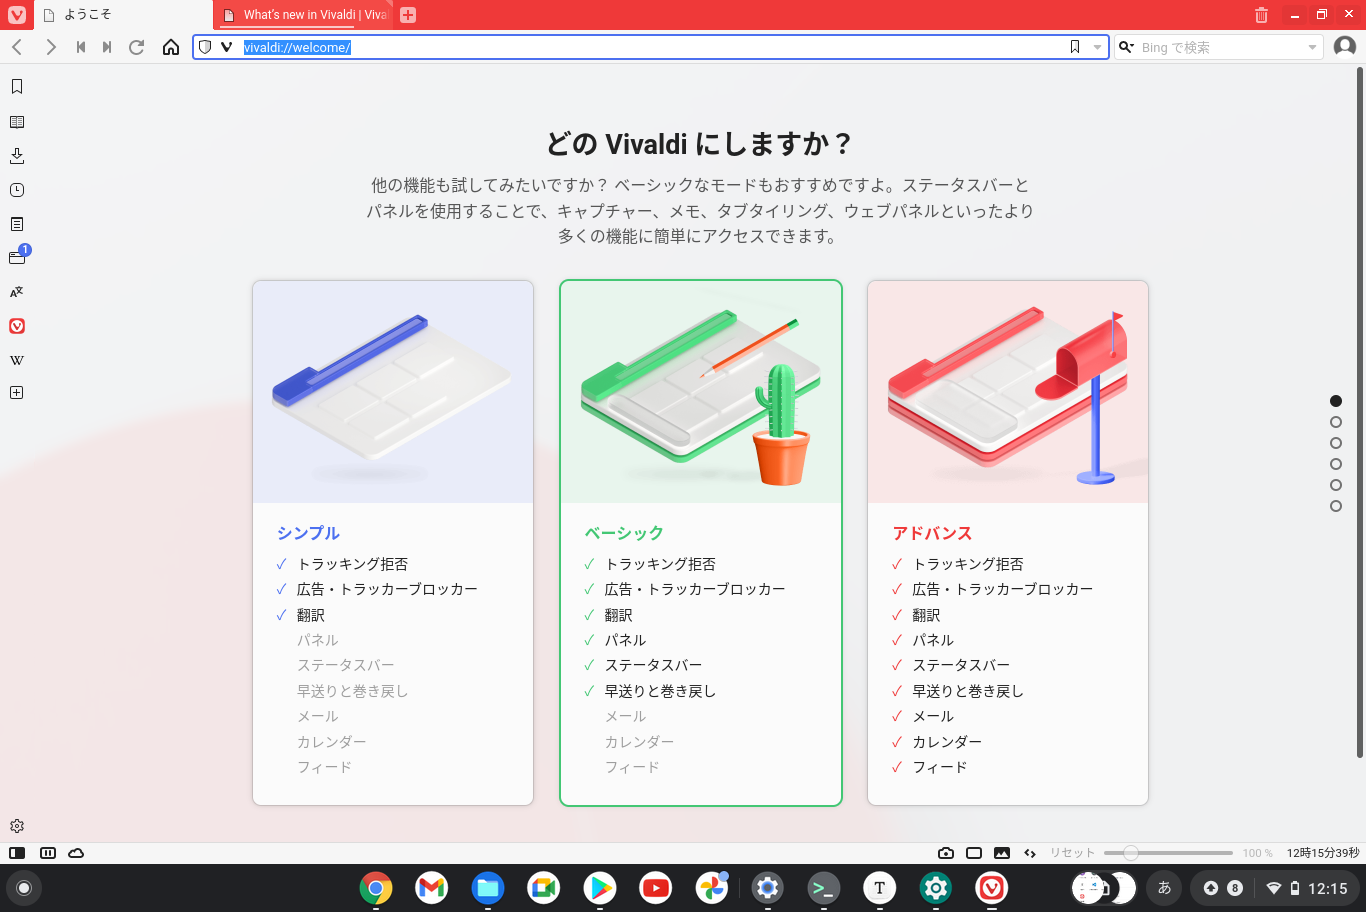 ようこそ
What's new in Vivaldi | Viva
vivaldi://welcome/
Bing で検索
どの Vivaldi にしますか？
他の機能も試してみたいですか？ ベーシックなモードもおすすめですよ。ステータスバーと
パネルを使用することで、キャプチャー、メモ、タブタイリング、ウェブパネルといったより
多くの機能に簡単にアクセスできます。
1
シンプル
✓ トラッキング拒否
✓ 広告・トラッカーブロッカー
✓ 翻訳
パネル
ステータスバー
早送りと巻き戻し
メール
カレンダー
フィード
ベーシック
✓ トラッキング拒否
✓ 広告・トラッカーブロッカー
✓ 翻訳
✓ パネル
✓ ステータスバー
✓ 早送りと巻き戻し
メール
カレンダー
フィード
アドバンス
✓ トラッキング拒否
✓ 広告・トラッカーブロッカー
✓ 翻訳
✓ パネル
✓ ステータスバー
✓ 早送りと巻き戻し
✓ メール
✓ カレンダー
✓ フィード
リセット
100 %
12時15分39秒
T
あ
8
12:15